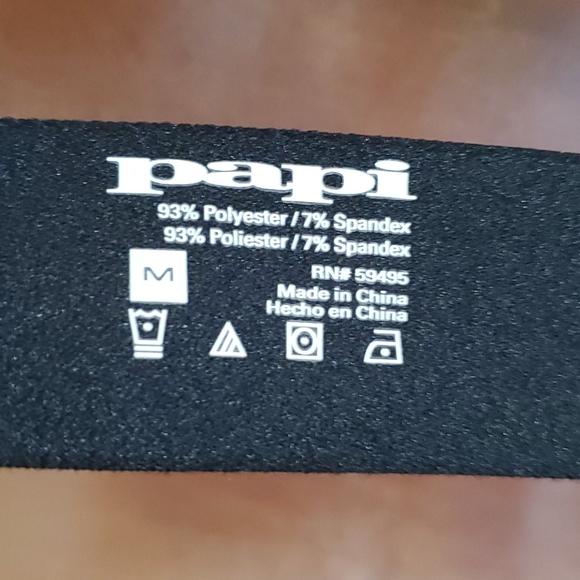 papi
93% Polyester / 7% Spandex
93% Poliester / 7% Spandex
M
RN# 59495
Made in China
Hecho en China